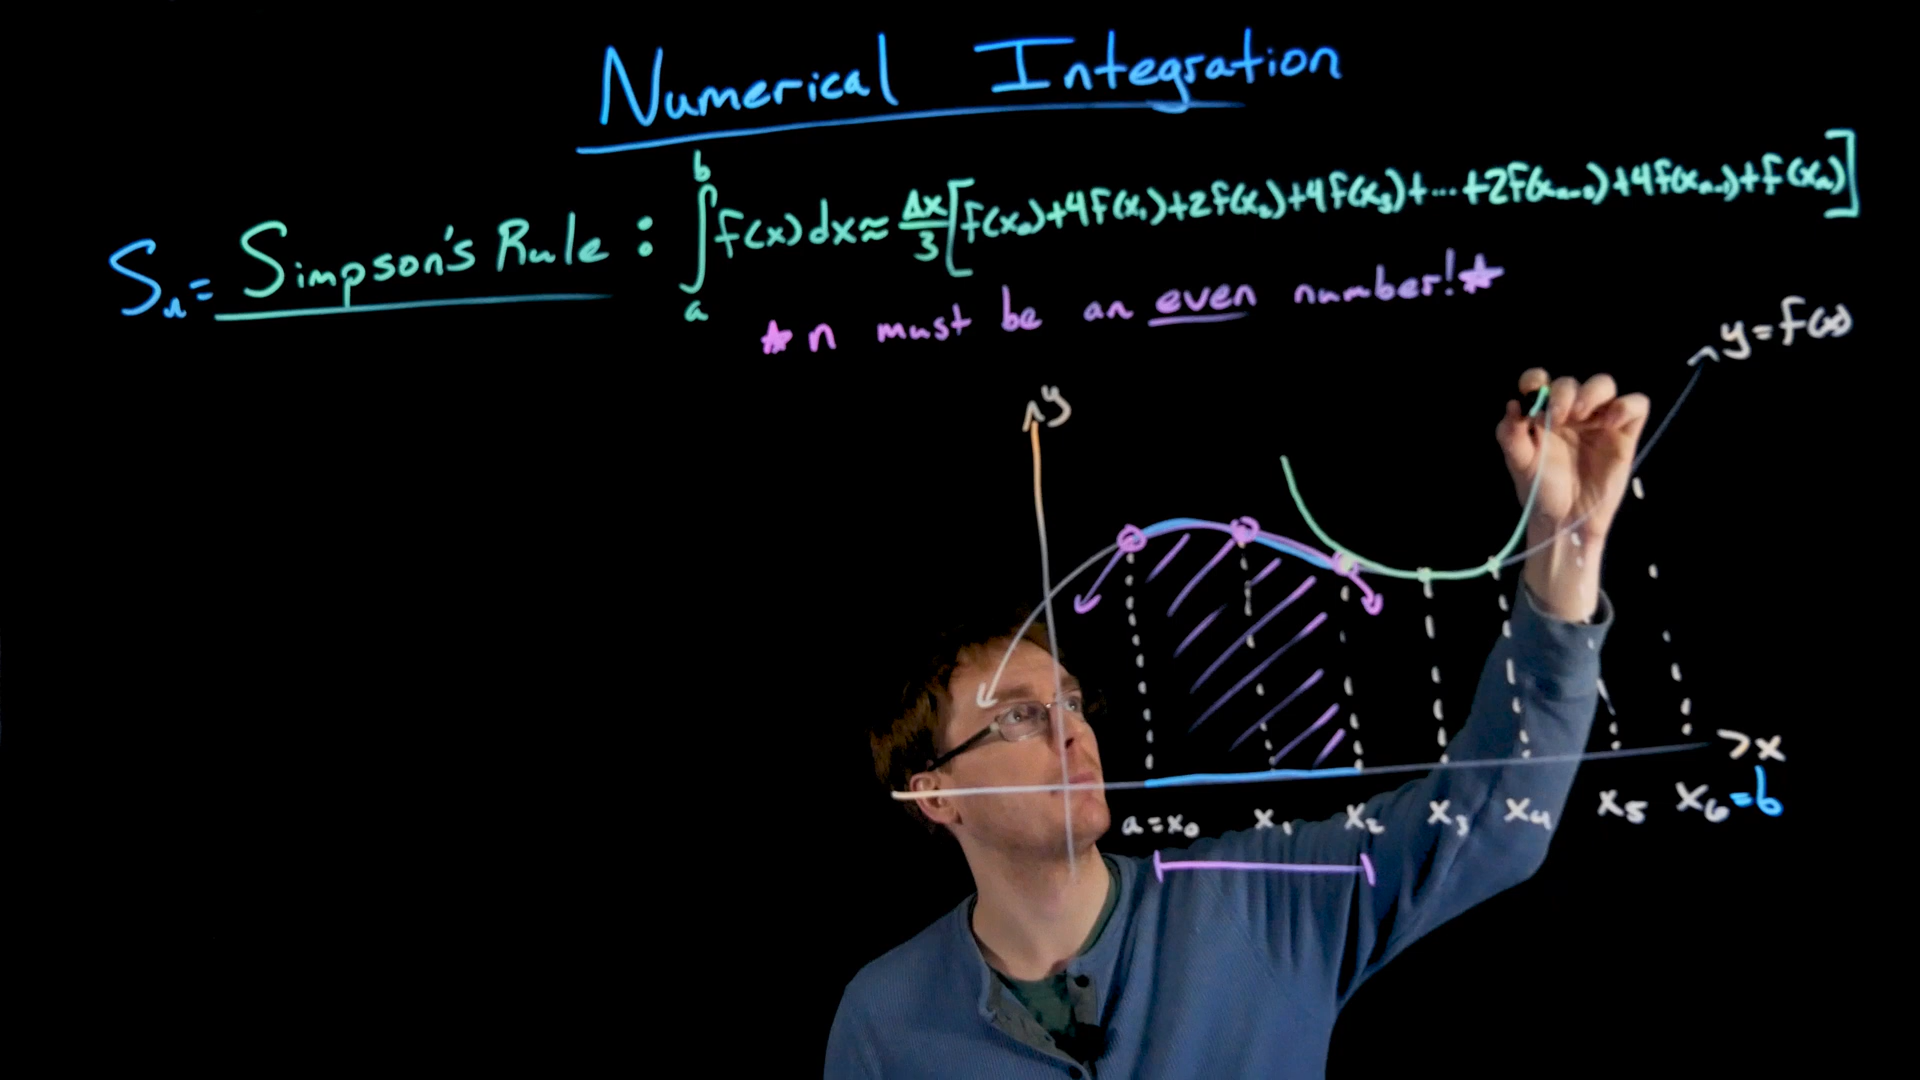 Numerical Integration
Sₙ = Simpson's Rule : ∫ₐᵇ f(x) dx ≈ Δx/3 [f(x₀)+4f(x₁)+2f(x₂)+4f(x₃)+...+2f(xₙ₋₂)+4f(xₙ₋₁)+f(xₙ)]
★ n must be an even number! ★
y = f(x)
y
x
a = x₀ x₁ x₂ x₃ x₄ x₅ x₆ = b